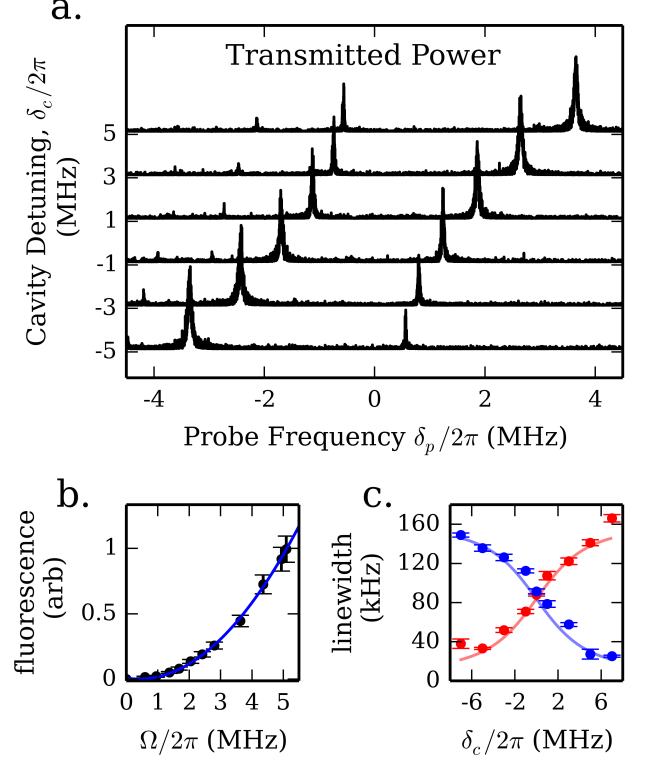 a.
Transmitted Power
Cavity Detuning, δc/2π
(MHz)
5
3
1
-1
-3
-5
-4 -2 0 2 4
Probe Frequency δp/2π (MHz)
b.
fluorescence
(arb)
1
0.5
0
0 1 2 3 4 5
Ω/2π (MHz)
c.
linewidth
(kHz)
160
120
80
40
0
-6 -2 2 6
δc/2π (MHz)